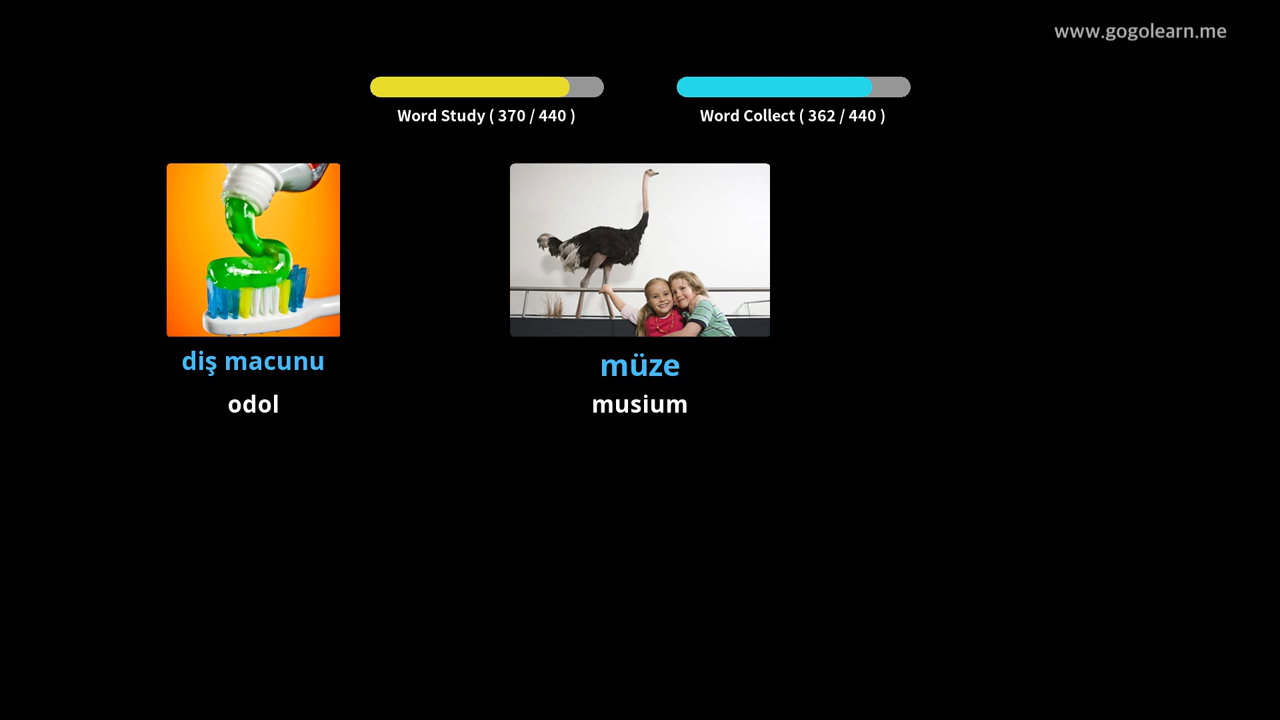 www.gogolearn.me
Word Study ( 370 / 440 )
Word Collect ( 362 / 440 )
diş macunu
odol
müze
musium